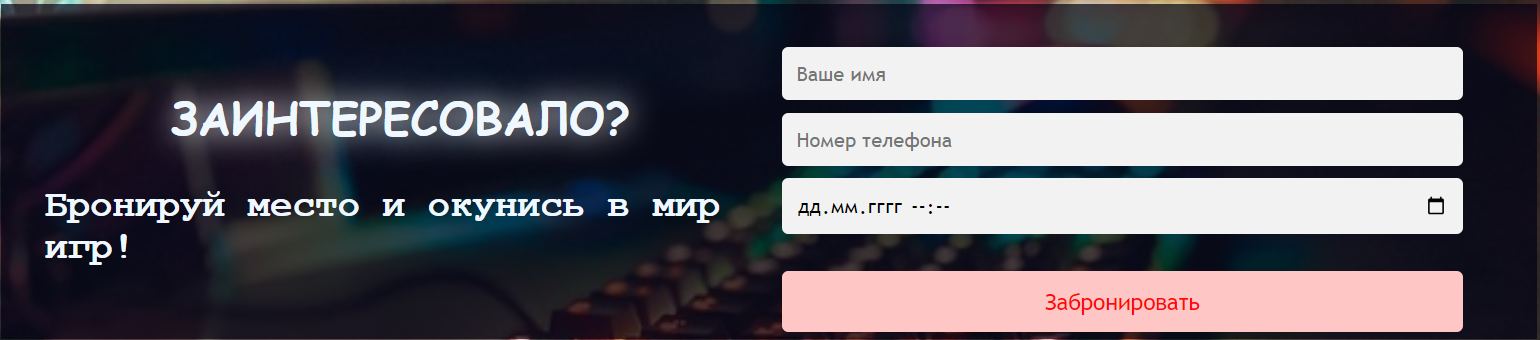 ЗАИНТЕРЕСОВАЛО?
Бронируй место и окунись в мир
игр!
Ваше имя
Номер телефона
дд.мм.гггг --:--
Забронировать